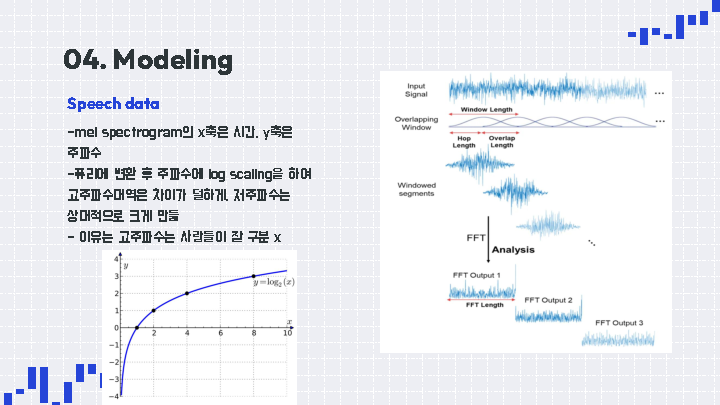 04. Modeling
Speech data
-mel spectrogram의 x축은 시간, y축은
주파수
-퓨리에 변환 후 주파수에 log scaling을 하여
고주파수대역은 차이가 덜하게, 저주파수는
상대적으로 크게 만듦
- 이유는 고주파수는 사람들이 잘 구분 x
y
4
3
2
1
0
-1
-2
-3
-4
2
4
6
8
10
x
y=log₂(x)
Input
Signal
...
Window Length
Overlapping
Window
...
Hop
Length
Overlap
Length
Windowed
segments
FFT
Analysis
FFT Output 1
FFT Length
FFT Output 2
FFT Output 3